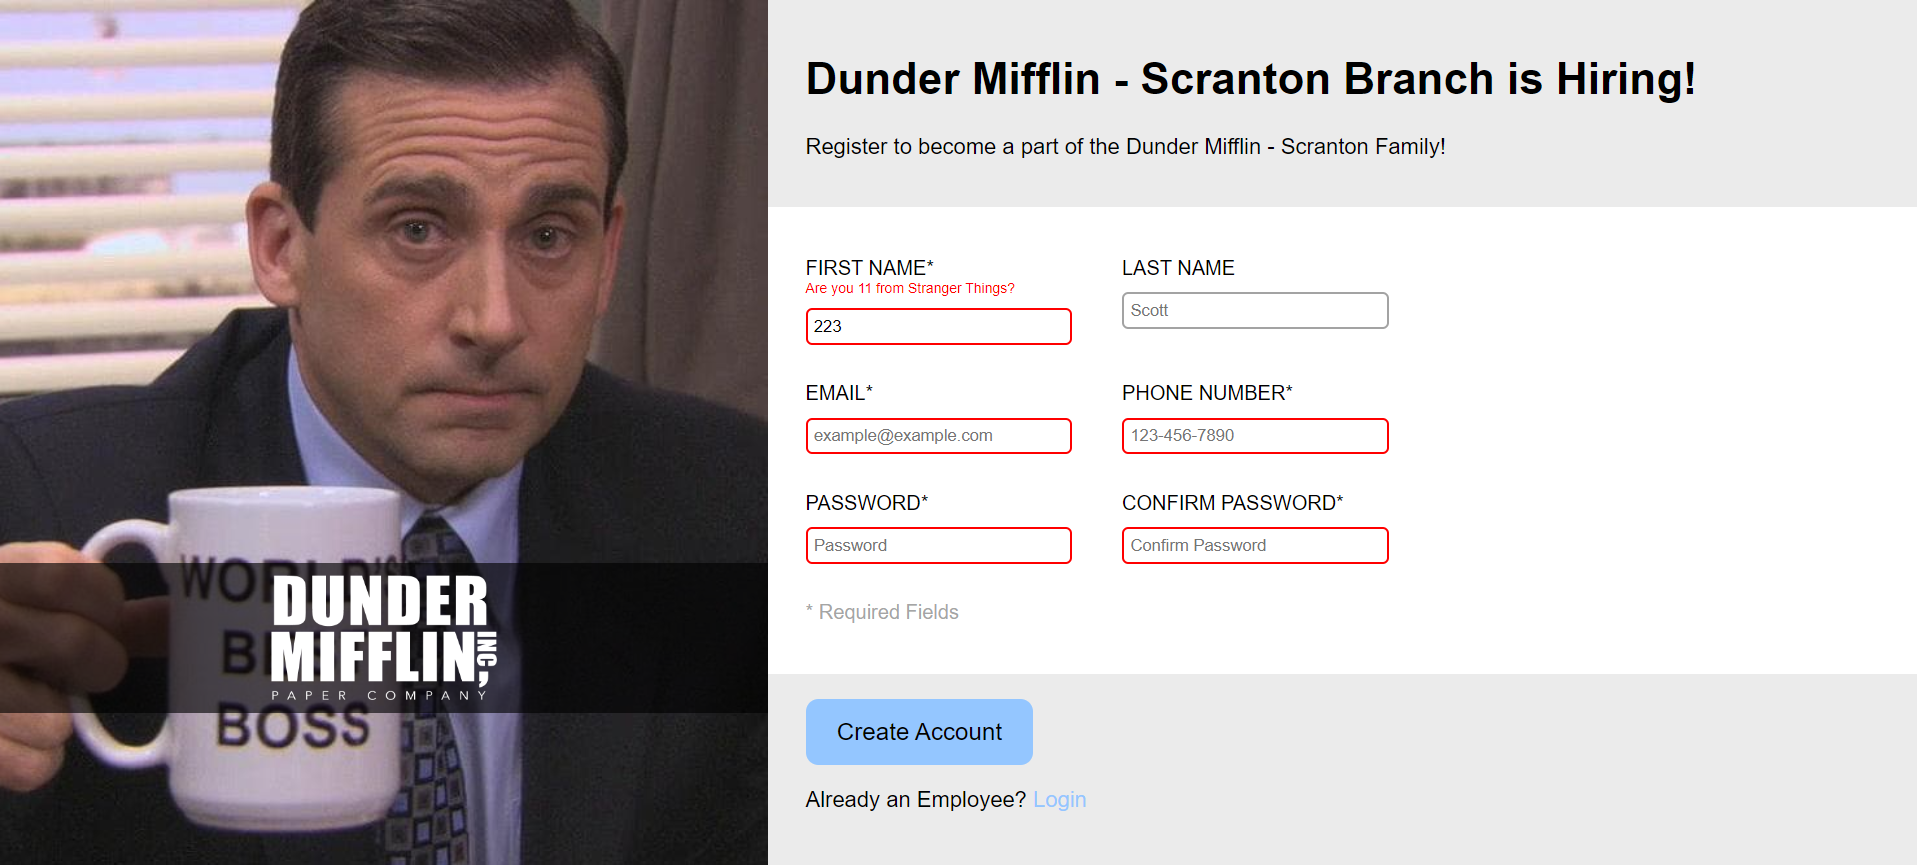 Dunder Mifflin - Scranton Branch is Hiring!
Register to become a part of the Dunder Mifflin - Scranton Family!
FIRST NAME*
Are you 11 from Stranger Things?
223
LAST NAME
Scott
EMAIL*
example@example.com
PHONE NUMBER*
123-456-7890
PASSWORD*
Password
CONFIRM PASSWORD*
Confirm Password
* Required Fields
Create Account
Already an Employee? Login
WORLD'S
BEST
BOSS
DUNDER
MIFFLIN INC,
PAPER COMPANY